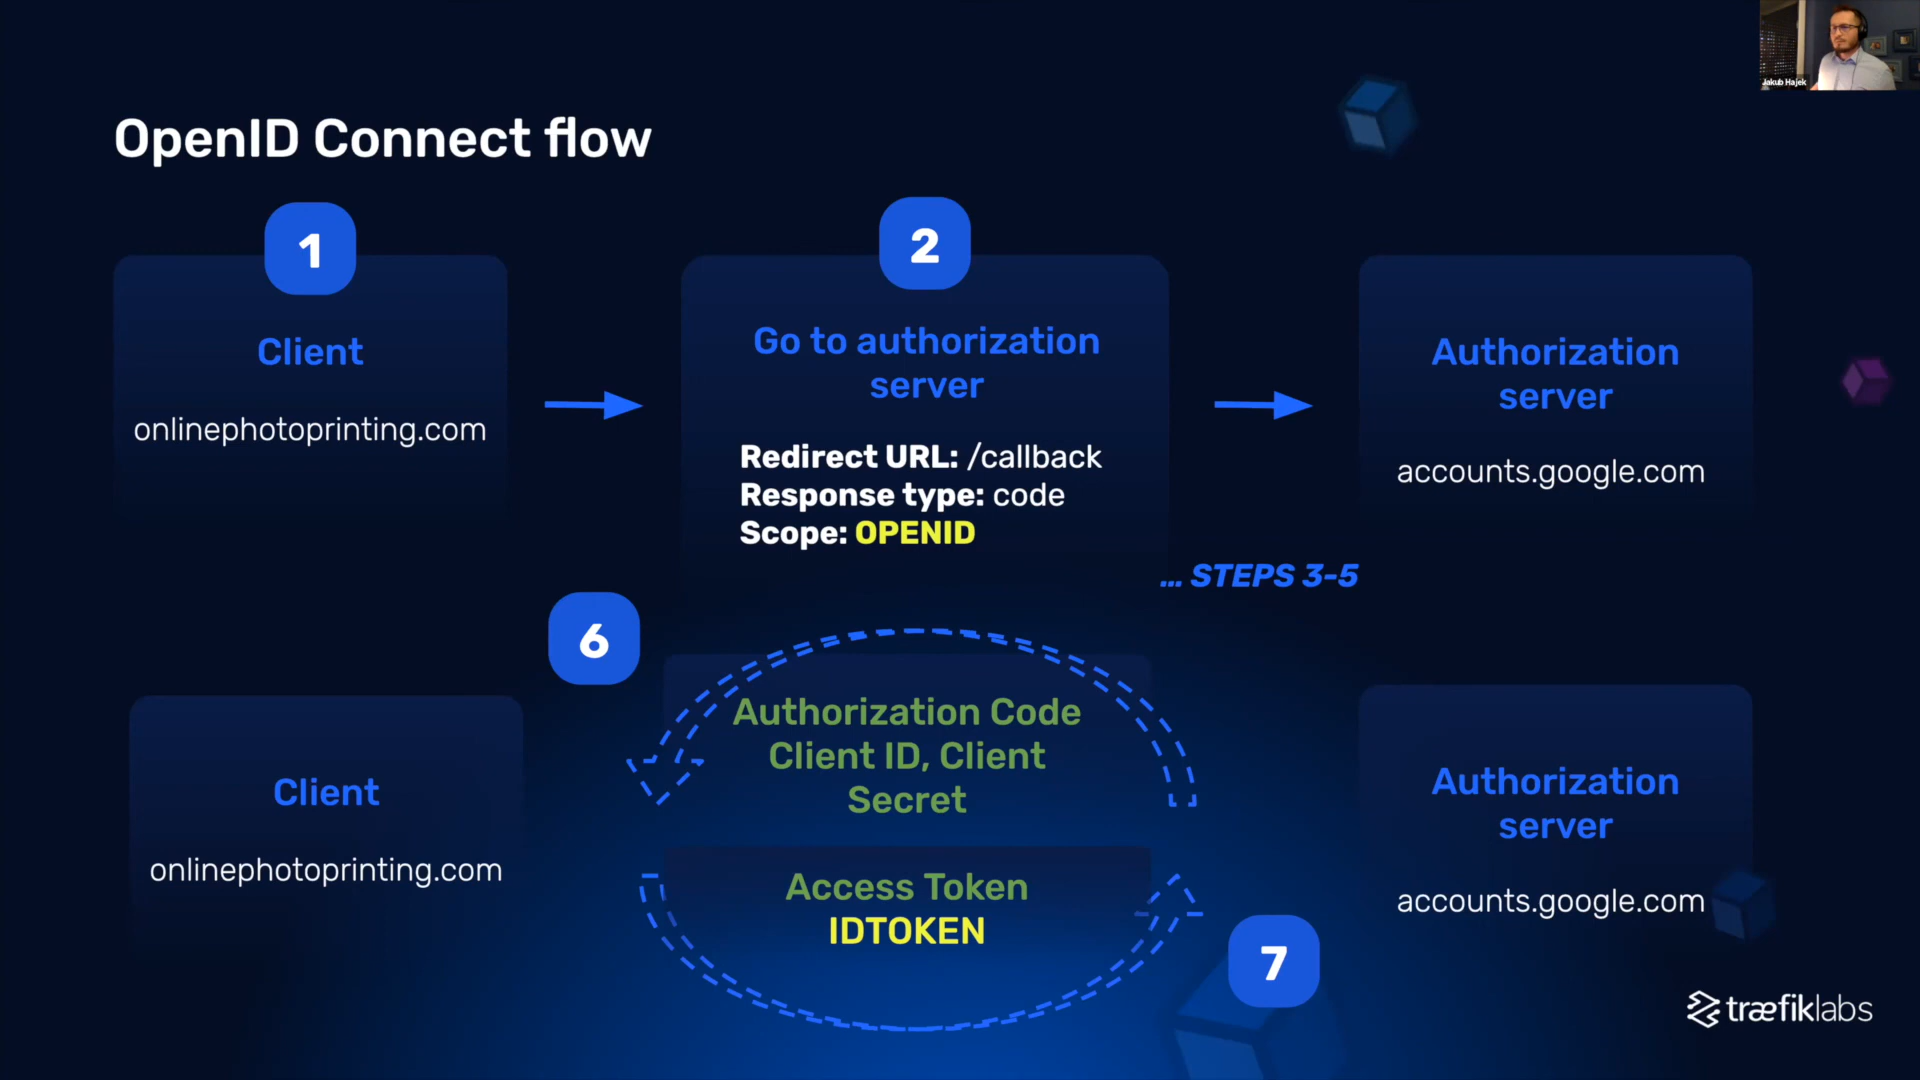 Jakub Hajek
OpenID Connect flow
1
Client
onlinephotoprinting.com
2
Go to authorization
server
Redirect URL: /callback
Response type: code
Scope: OPENID
Authorization
server
accounts.google.com
... STEPS 3-5
6
Client
onlinephotoprinting.com
Authorization Code
Client ID, Client
Secret
Access Token
IDTOKEN
7
Authorization
server
accounts.google.com
træfiklabs